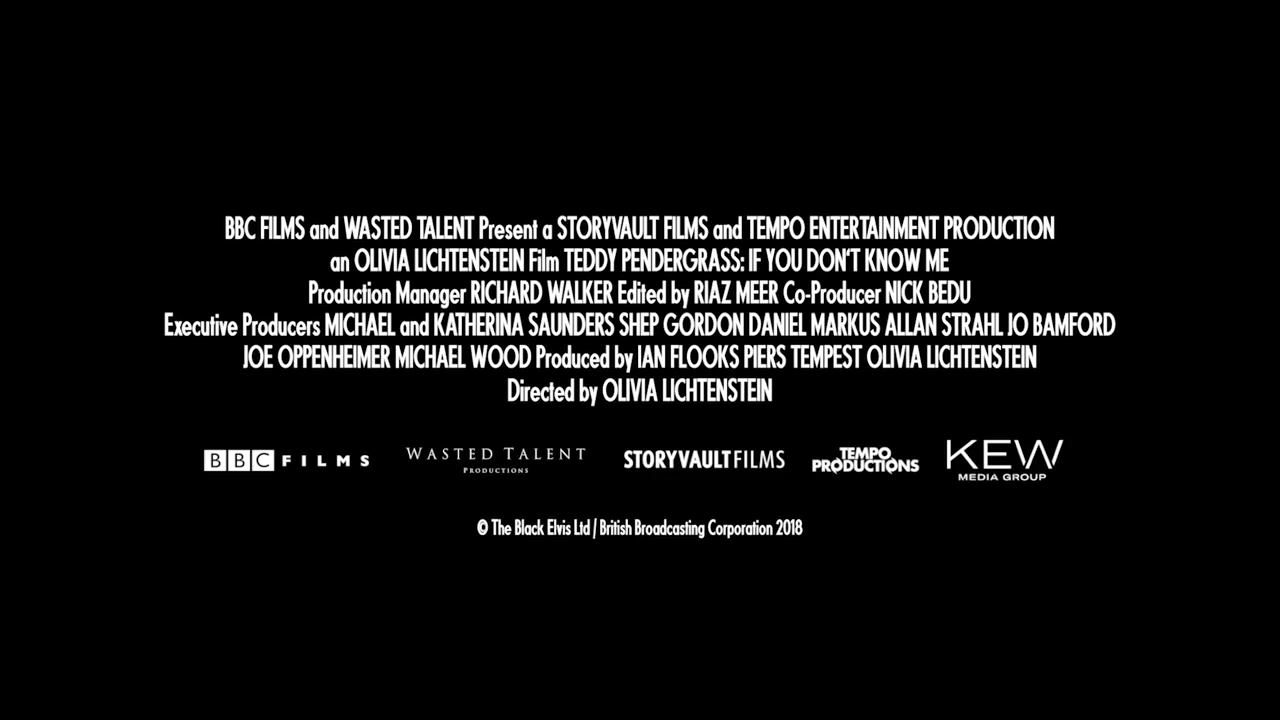 BBC FILMS and WASTED TALENT Present a STORYVAULT FILMS and TEMPO ENTERTAINMENT PRODUCTION
an OLIVIA LICHTENSTEIN Film TEDDY PENDERGRASS: IF YOU DON'T KNOW ME
Production Manager RICHARD WALKER Edited by RIAZ MEER Co-Producer NICK BEDU
Executive Producers MICHAEL and KATHERINA SAUNDERS SHEP GORDON DANIEL MARKUS ALLAN STRAHL JO BAMFORD
JOE OPPENHEIMER MICHAEL WOOD Produced by IAN FLOOKS PIERS TEMPEST OLIVIA LICHTENSTEIN
Directed by OLIVIA LICHTENSTEIN
BBC FILMS
WASTED TALENT
PRODUCTIONS
STORYVAULT FILMS
TEMPO
PRODUCTIONS
KEW
MEDIA GROUP
© The Black Elvis Ltd / British Broadcasting Corporation 2018